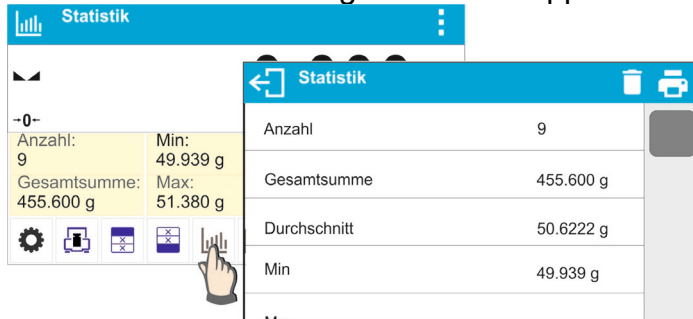 Statistik
→0←
Anzahl: Min:
9 49.939 g
Gesamtsumme: Max:
455.600 g 51.380 g
Statistik
Anzahl 9
Gesamtsumme 455.600 g
Durchschnitt 50.6222 g
Min 49.939 g